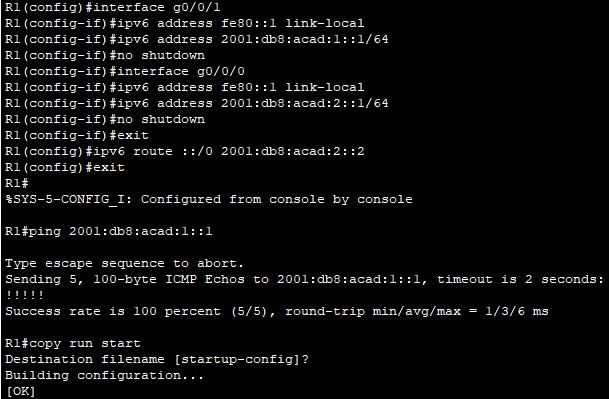 R1(config)#interface g0/0/1
R1(config-if)#ipv6 address fe80::1 link-local
R1(config-if)#ipv6 address 2001:db8:acad:1::1/64
R1(config-if)#no shutdown
R1(config-if)#interface g0/0/0
R1(config-if)#ipv6 address fe80::1 link-local
R1(config-if)#ipv6 address 2001:db8:acad:2::1/64
R1(config-if)#no shutdown
R1(config-if)#exit
R1(config)#ipv6 route ::/0 2001:db8:acad:2::2
R1(config)#exit
R1#
%SYS-5-CONFIG_I: Configured from console by console
R1#ping 2001:db8:acad:1::1
Type escape sequence to abort.
Sending 5, 100-byte ICMP Echos to 2001:db8:acad:1::1, timeout is 2 seconds:
!!!!!
Success rate is 100 percent (5/5), round-trip min/avg/max = 1/3/6 ms
R1#copy run start
Destination filename [startup-config]?
Building configuration...
[OK]